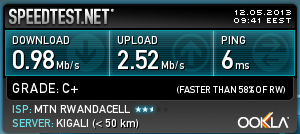 SPEEDTEST.NET 12.05.2013
09:41 EEST
DOWNLOAD UPLOAD PING
0.98 Mb/s 2.52 Mb/s 6 ms
GRADE: C+ (FASTER THAN 58% OF RW)
ISP: MTN RWANDACELL
SERVER: KIGALI (< 50 km) OOKLA